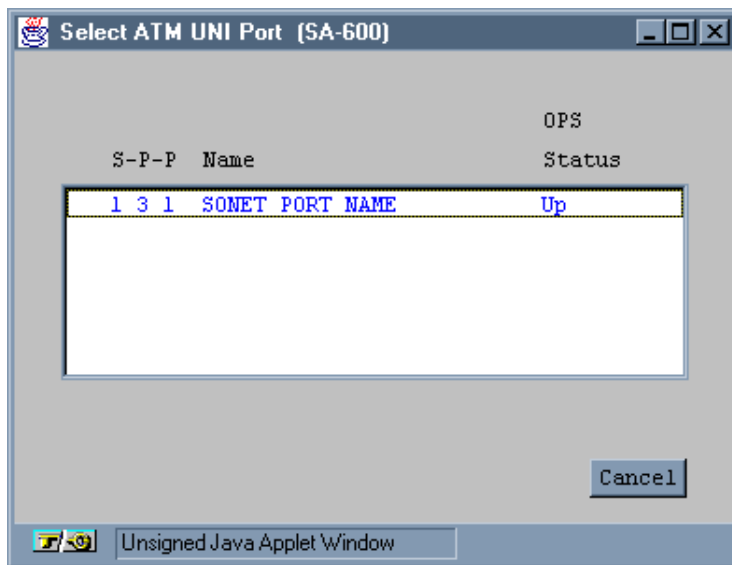 Select ATM UNI Port (SA-600)
OPS
S-P-P Name Status
1 3 1 SONET PORT NAME Up
Cancel
Unsigned Java Applet Window